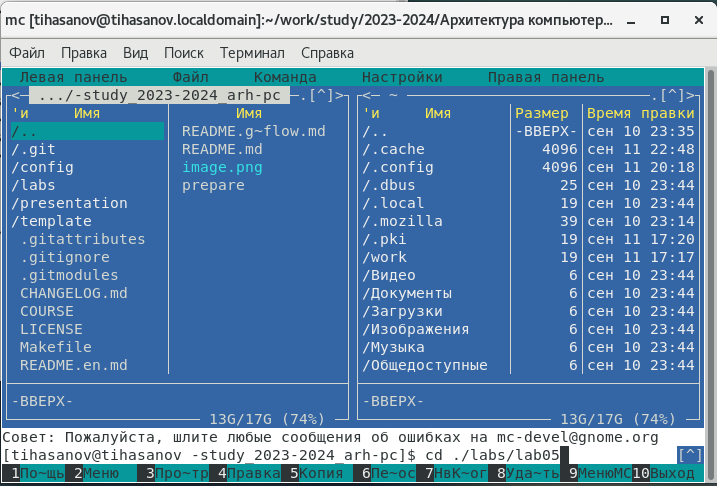 mc [tihasanov@tihasanov.localdomain]:~/work/study/2023-2024/Архитектура компьютер...
Файл Правка Вид Поиск Терминал Справка
Левая панель Файл Команда Настройки Правая панель
<─ .../-study_2023-2024_arh-pc .[^]> <─ ~ .[^]>
'и Имя Имя 'и Имя Размер Время правки
/.. README.g~flow.md /.. -ВВЕРХ- сен 10 23:35
/.git README.md /.cache 4096 сен 11 22:48
/config image.png /.config 4096 сен 11 20:18
/labs prepare /.dbus 25 сен 10 23:44
/presentation /.local 19 сен 10 23:44
/template /.mozilla 39 сен 10 23:14
.gitattributes /.pki 19 сен 11 17:20
.gitignore /work 19 сен 11 17:17
.gitmodules /Видео 6 сен 10 23:44
CHANGELOG.md /Документы 6 сен 10 23:44
COURSE /Загрузки 6 сен 10 23:44
LICENSE /Изображения 6 сен 10 23:44
Makefile /Музыка 6 сен 10 23:44
README.en.md /Общедоступные 6 сен 10 23:44
-ВВЕРХ- -ВВЕРХ-
13G/17G (74%) 13G/17G (74%)
Совет: Пожалуйста, шлите любые сообщения об ошибках на mc-devel@gnome.org
[tihasanov@tihasanov -study_2023-2024_arh-pc]$ cd ./labs/lab05 [^]
1По~щь 2Меню 3Про~тр 4Правка 5Копия 6Пе~ос 7НвК~ог 8Уда~ть 9МенюMC 10Выход